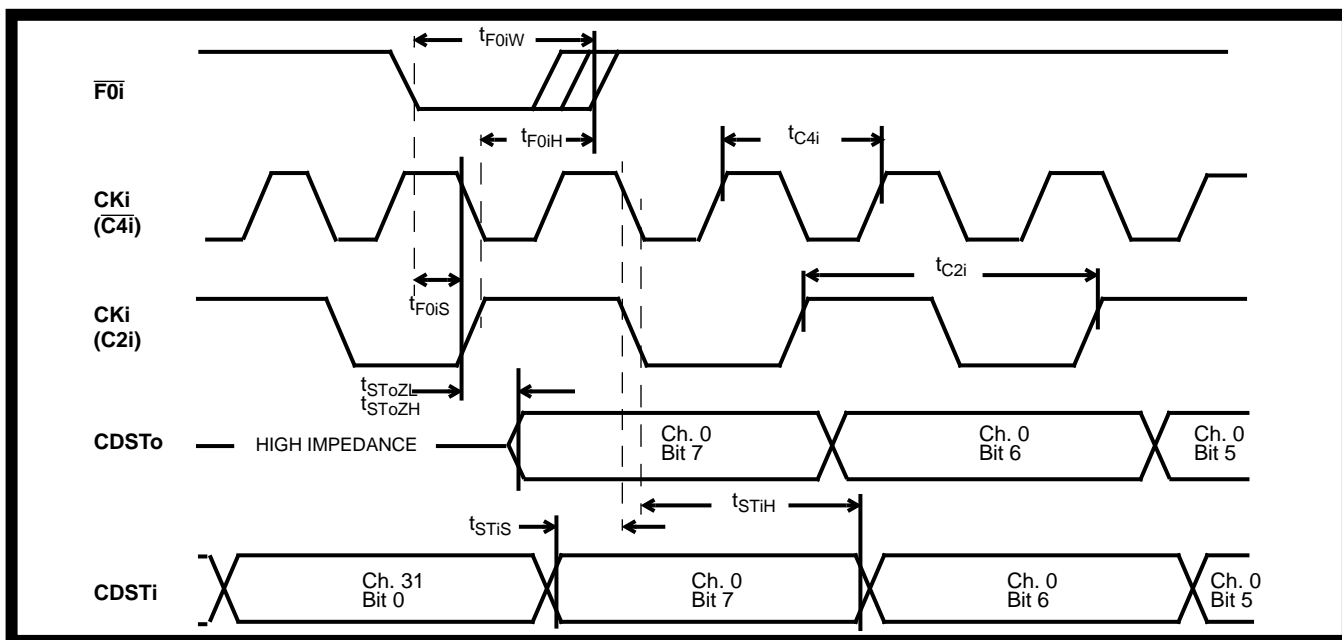 tF0iW
F0i
tF0iH
tC4i
CKi
(C4i)
tF0iS
tC2i
CKi
(C2i)
tSToZL
tSToZH
CDSTo
HIGH IMPEDANCE
Ch. 0
Bit 7
Ch. 0
Bit 6
Ch. 0
Bit 5
tSTiS
tSTiH
CDSTi
Ch. 31
Bit 0
Ch. 0
Bit 7
Ch. 0
Bit 6
Ch. 0
Bit 5